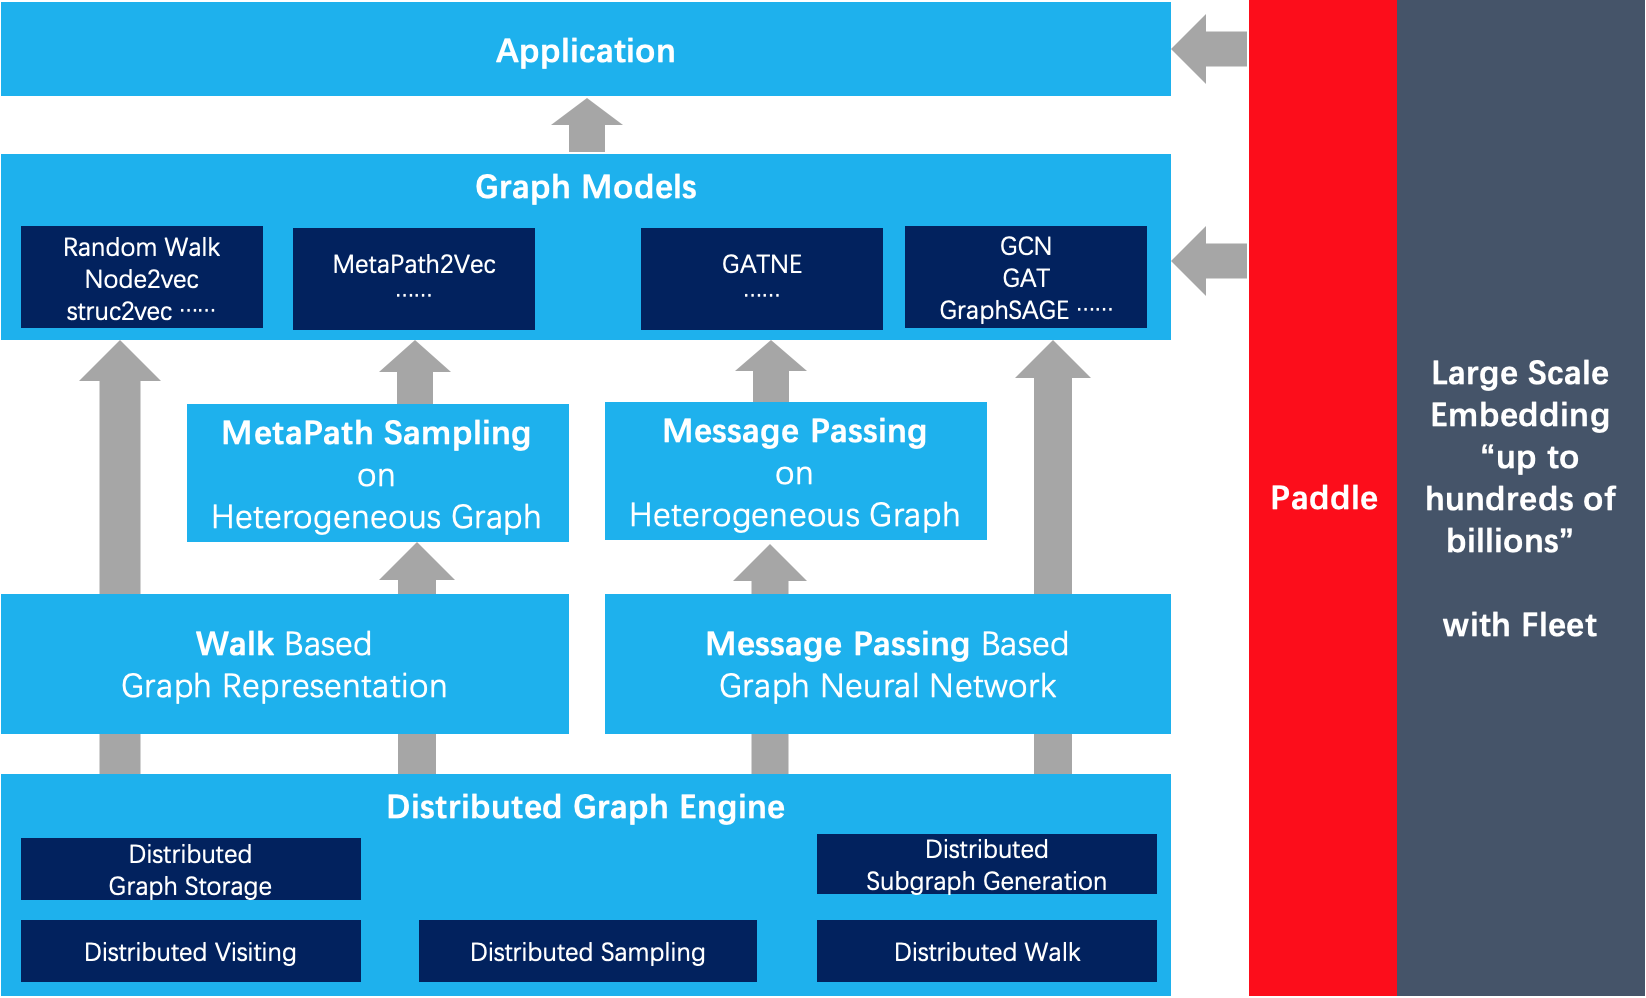 Application
Graph Models
Random Walk
Node2vec
struc2vec ……
MetaPath2Vec
……
GATNE
……
GCN
GAT
GraphSAGE ……
MetaPath Sampling
on
Heterogeneous Graph
Message Passing
on
Heterogeneous Graph
Walk Based
Graph Representation
Message Passing Based
Graph Neural Network
Distributed Graph Engine
Distributed
Graph Storage
Distributed
Subgraph Generation
Distributed Visiting
Distributed Sampling
Distributed Walk
Paddle
Large Scale
Embedding
“up to
hundreds of
billions”
with Fleet